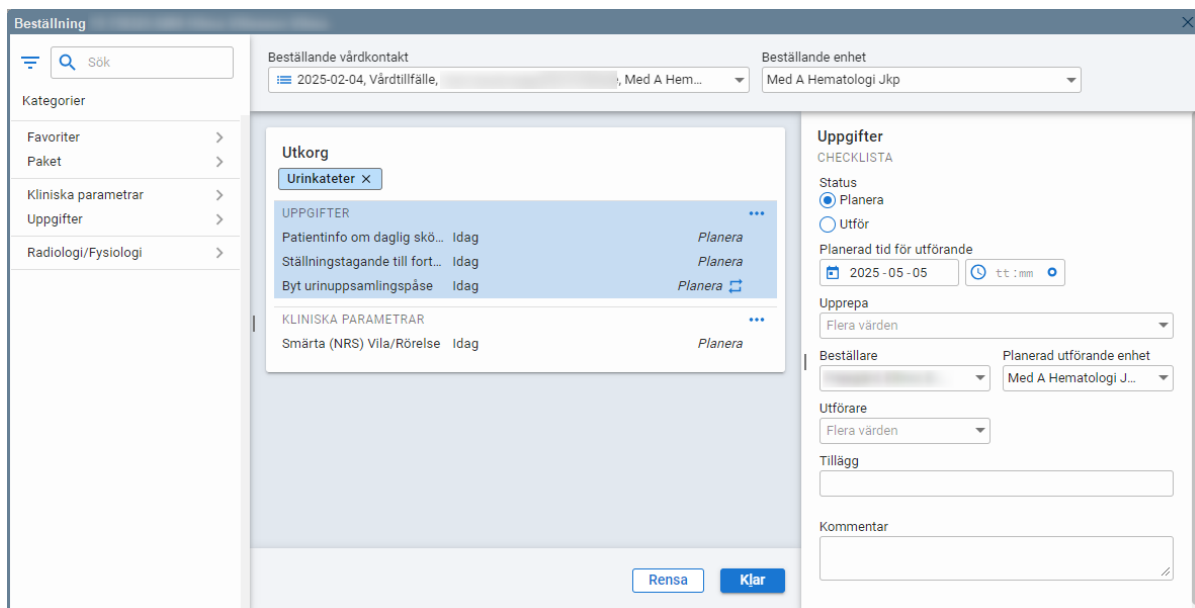 Beställning
Sök
Kategorier
Favoriter
Paket
Kliniska parametrar
Uppgifter
Radiologi/Fysiologi
Beställande vårdkontakt
2025-02-04, Vårdtillfälle, , Med A Hem...
Beställande enhet
Med A Hematologi Jkp
Utkorg
Urinkateter ×
UPPGIFTER
Patientinfo om daglig skö... Idag Planera
Ställningstagande till fort... Idag Planera
Byt urinuppsamlingspåse Idag Planera
KLINISKA PARAMETRAR
Smärta (NRS) Vila/Rörelse Idag Planera
Rensa Klar
Uppgifter
CHECKLISTA
Status
Planera
Utför
Planerad tid för utförande
2025-05-05 tt:mm
Upprepa
Flera värden
Beställare Planerad utförande enhet
Med A Hematologi J...
Utförare
Flera värden
Tillägg
Kommentar